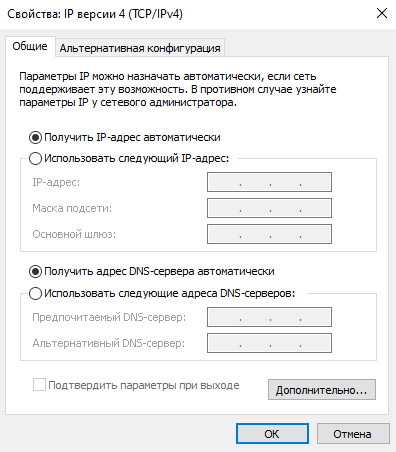 Свойства: IP версии 4 (TCP/IPv4)
Общие
Альтернативная конфигурация
Параметры IP можно назначать автоматически, если сеть
поддерживает эту возможность. В противном случае узнайте
параметры IP у сетевого администратора.
Получить IP-адрес автоматически
Использовать следующий IP-адрес:
IP-адрес:
Маска подсети:
Основной шлюз:
Получить адрес DNS-сервера автоматически
Использовать следующие адреса DNS-серверов:
Предпочитаемый DNS-сервер:
Альтернативный DNS-сервер:
Подтвердить параметры при выходе
Дополнительно...
ОК
Отмена